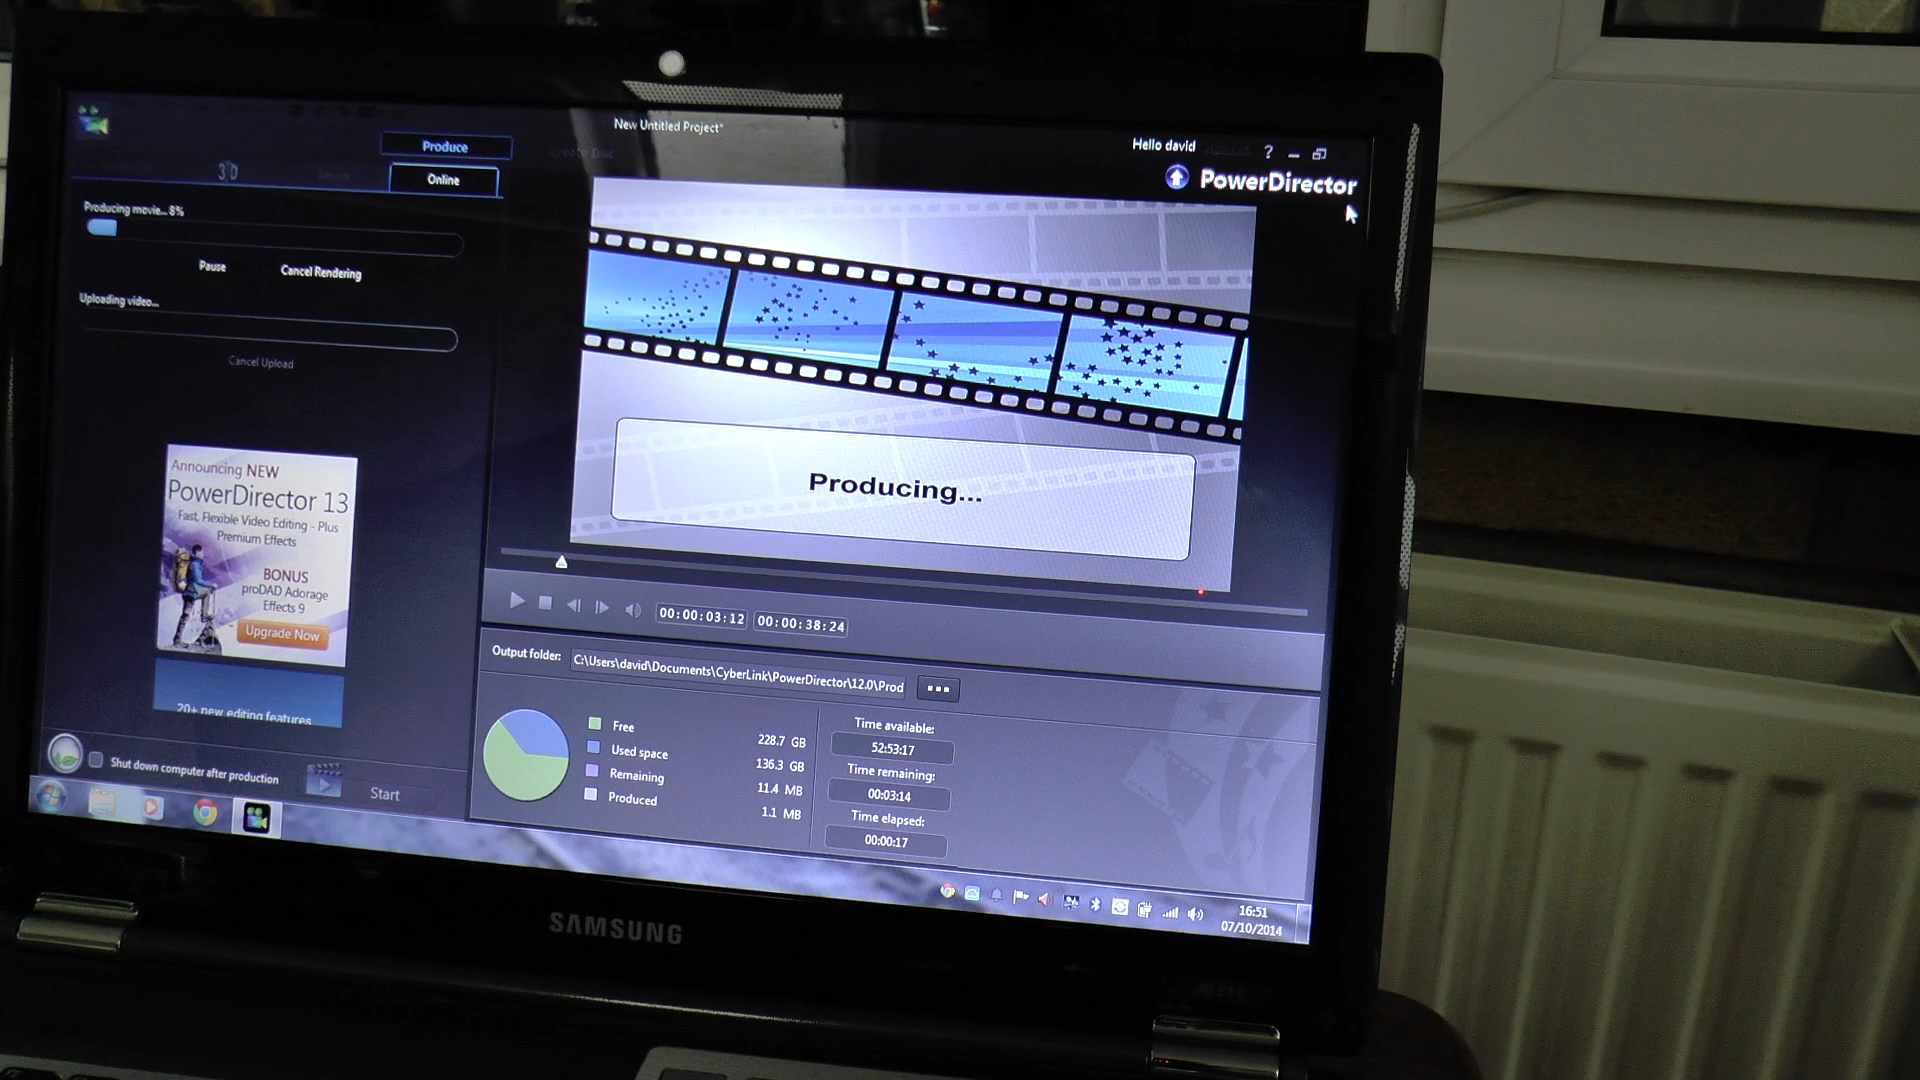 New Untitled Project*
Produce
Create Disc
Hello david
?
3D
Online
PowerDirector
Producing movie... 8%
Pause
Cancel Rendering
Uploading video...
Cancel Upload
Producing...
Announcing NEW
PowerDirector 13
Fast, Flexible Video Editing - Plus
Premium Effects
BONUS
proDAD Adorage
Effects 9
Upgrade Now
20+ new editing features
00:00:03:12
00:00:38:24
Output folder:
C:\Users\david\Documents\CyberLink\PowerDirector\12.0\Prod
...
Free
228.7 GB
Used space
136.3 GB
Remaining
11.4 MB
Produced
1.1 MB
Time available:
52:53:17
Time remaining:
00:03:14
Time elapsed:
00:00:17
Shut down computer after production
Start
16:51
07/10/2014
SAMSUNG